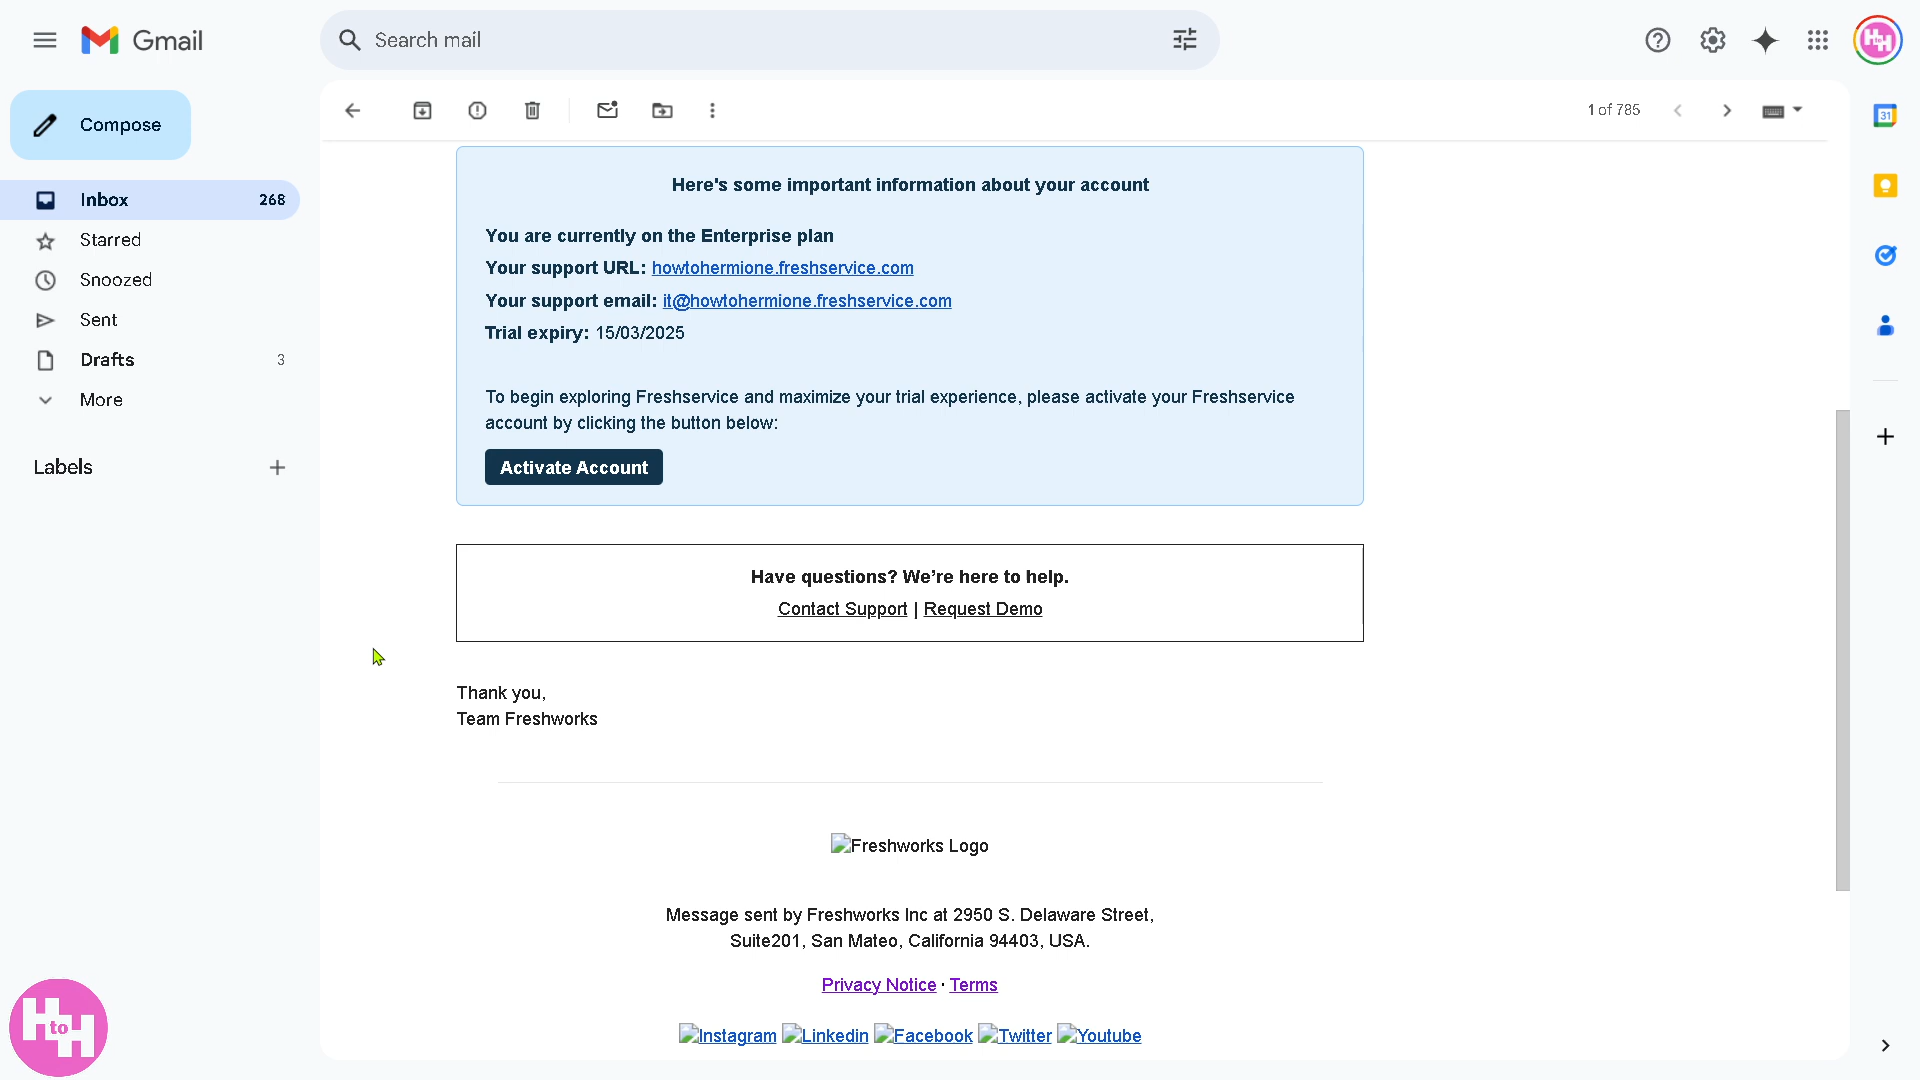 Gmail
Search mail
Compose
1 of 785
Inbox 268
Starred
Snoozed
Sent
Drafts 3
More
Labels
Here's some important information about your account
You are currently on the Enterprise plan
Your support URL: howtohermione.freshservice.com
Your support email: it@howtohermione.freshservice.com
Trial expiry: 15/03/2025
To begin exploring Freshservice and maximize your trial experience, please activate your Freshservice
account by clicking the button below:
Activate Account
Have questions? We’re here to help.
Contact Support | Request Demo
Thank you,
Team Freshworks
Freshworks Logo
Message sent by Freshworks Inc at 2950 S. Delaware Street,
Suite201, San Mateo, California 94403, USA.
Privacy Notice · Terms
Instagram Linkedin Facebook Twitter Youtube
H to H
HtoH
31